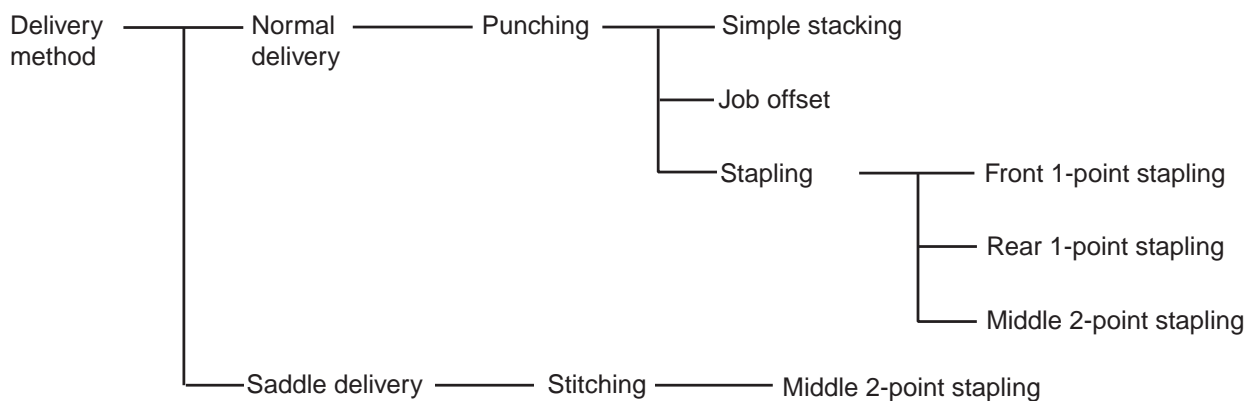 Delivery
method
Normal
delivery
Punching
Simple stacking
Job offset
Stapling
Front 1-point stapling
Rear 1-point stapling
Middle 2-point stapling
Saddle delivery
Stitching
Middle 2-point stapling